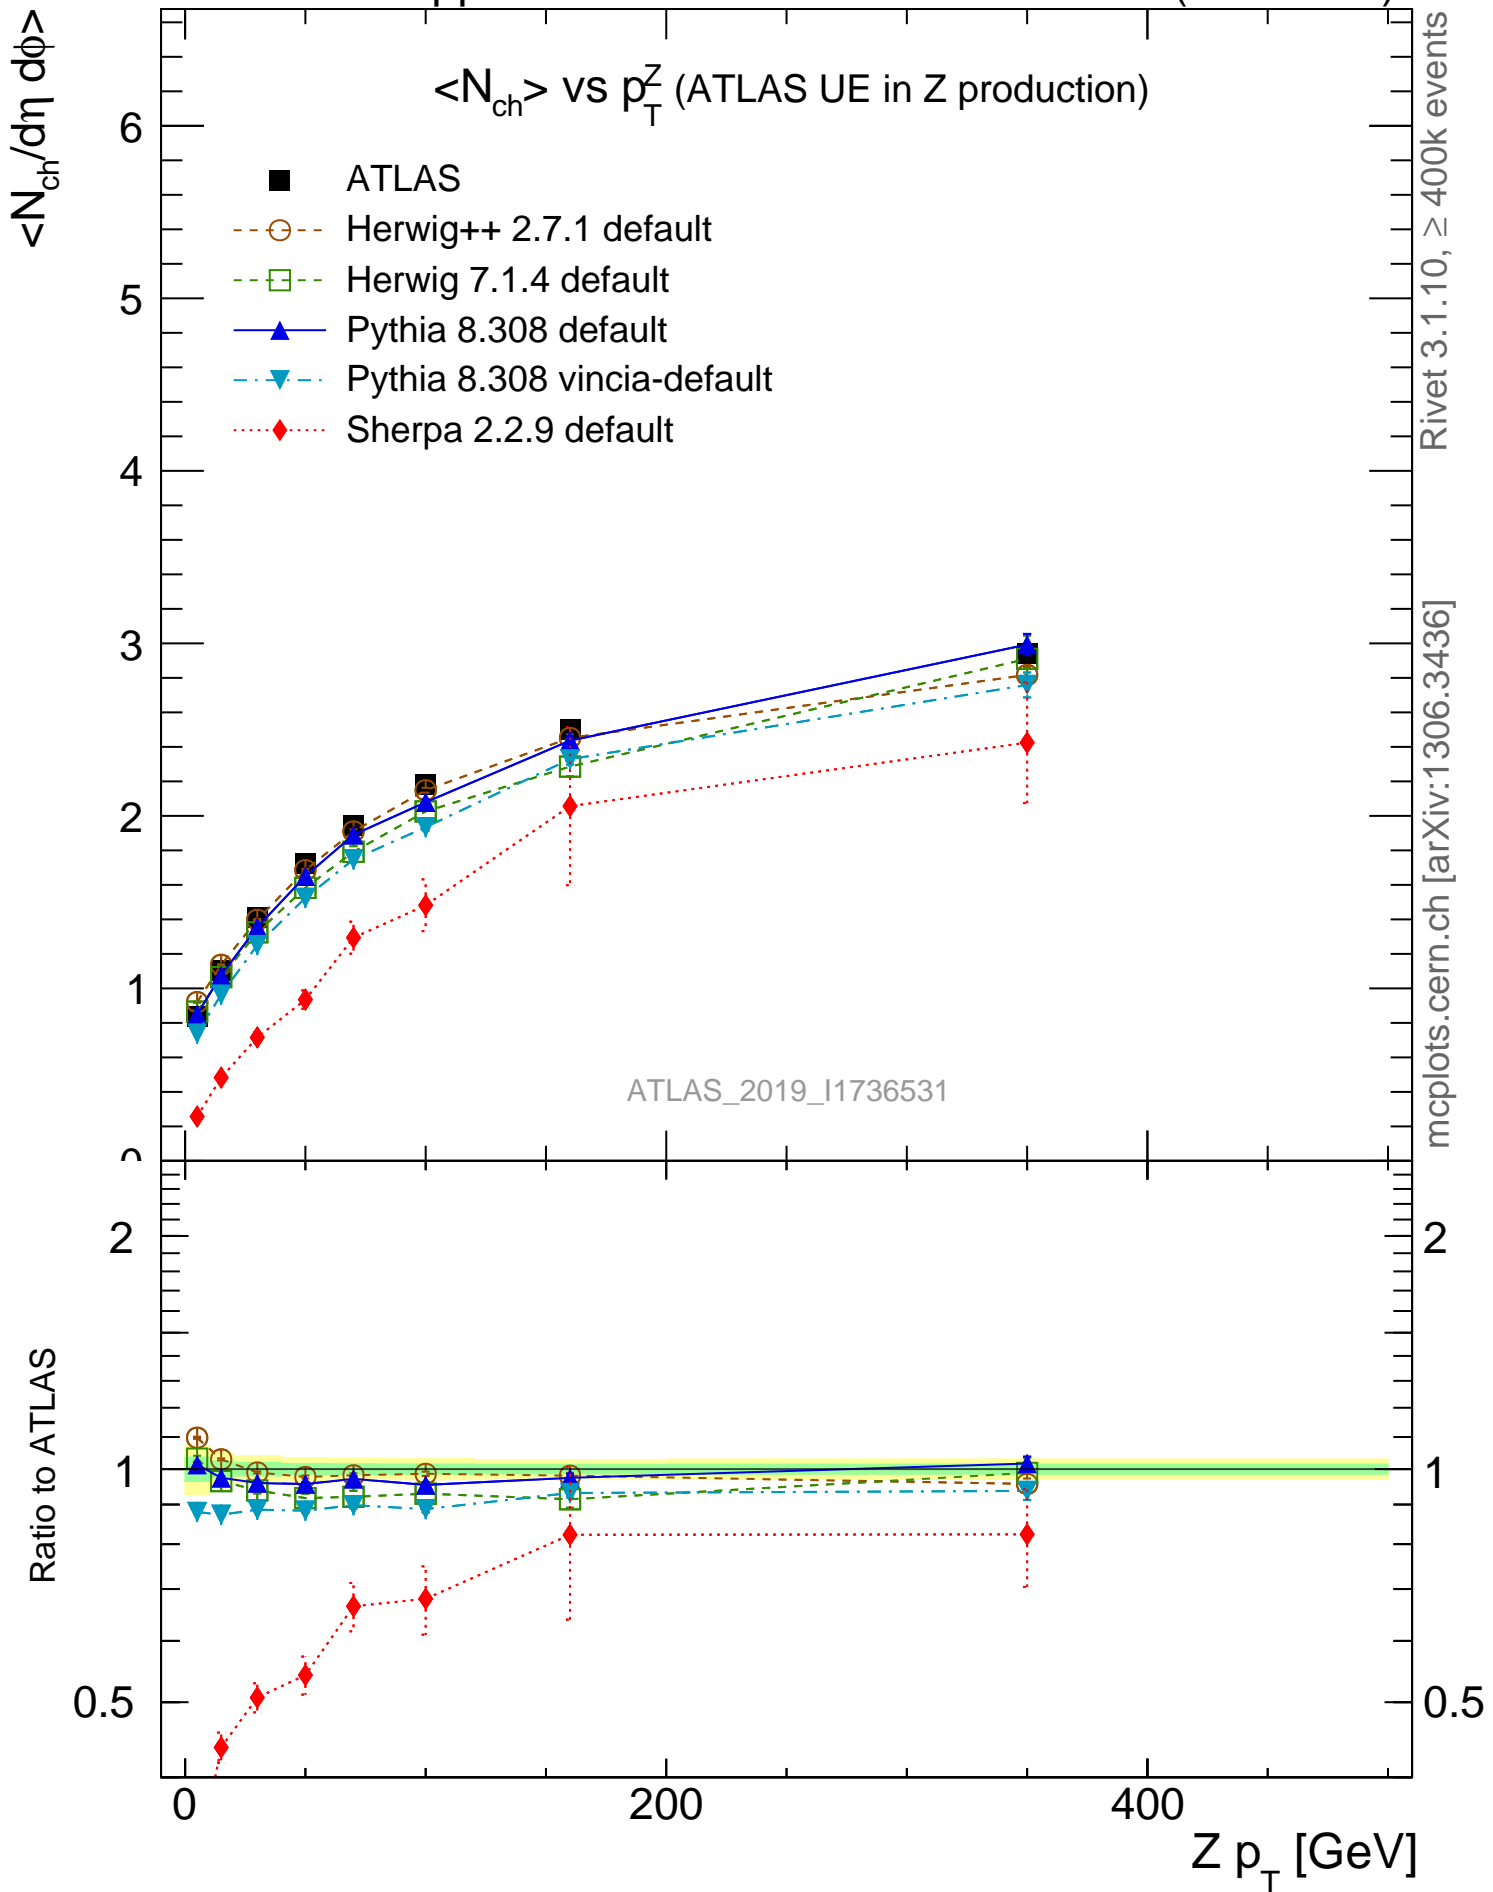 pp
<N_ch/dη dϕ>
<N_ch> vs p_T^Z (ATLAS UE in Z production)
ATLAS
Herwig++ 2.7.1 default
Herwig 7.1.4 default
Pythia 8.308 default
Pythia 8.308 vincia-default
Sherpa 2.2.9 default
6
5
4
3
2
1
0
ATLAS_2019_I1736531
Rivet 3.1.10, ≥ 400k events
mcplots.cern.ch [arXiv:1306.3436]
Ratio to ATLAS
2
1
0.5
2
1
0.5
0
200
400
Z p_T [GeV]